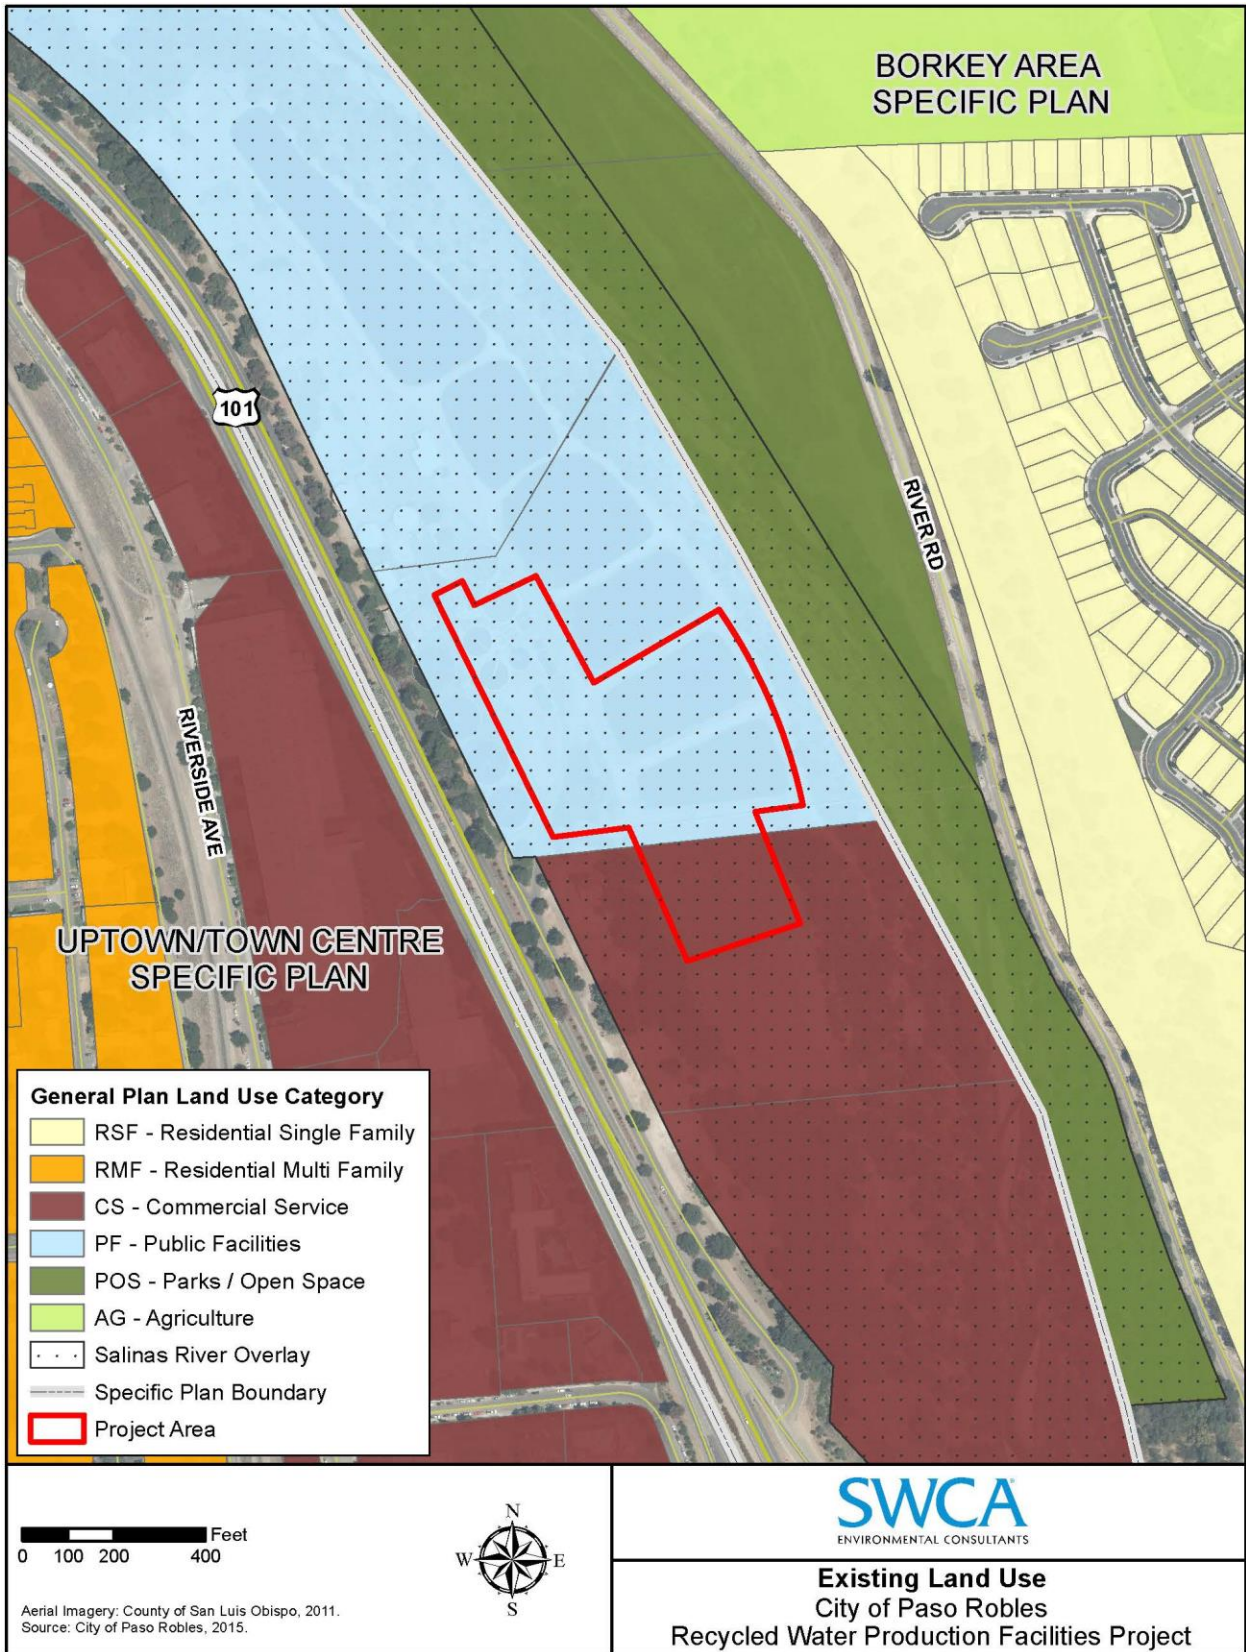 BORKEY AREA
SPECIFIC PLAN
101
RIVER RD
RIVERSIDE AVE
UPTOWN/TOWN CENTRE
SPECIFIC PLAN
General Plan Land Use Category
RSF - Residential Single Family
RMF - Residential Multi Family
CS - Commercial Service
PF - Public Facilities
POS - Parks / Open Space
AG - Agriculture
Salinas River Overlay
Specific Plan Boundary
Project Area
Feet
0 100 200 400
Aerial Imagery: County of San Luis Obispo, 2011.
Source: City of Paso Robles, 2015.
N
W E
S
SWCA
ENVIRONMENTAL CONSULTANTS
Existing Land Use
City of Paso Robles
Recycled Water Production Facilities Project